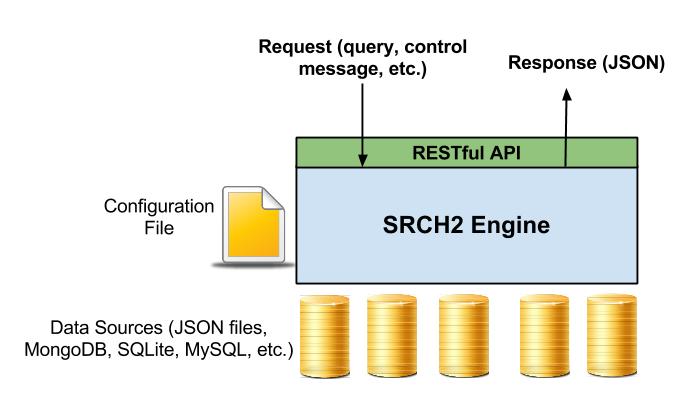 Request (query, control
message, etc.)
Response (JSON)
RESTful API
SRCH2 Engine
Configuration
File
Data Sources (JSON files,
MongoDB, SQLite, MySQL, etc.)